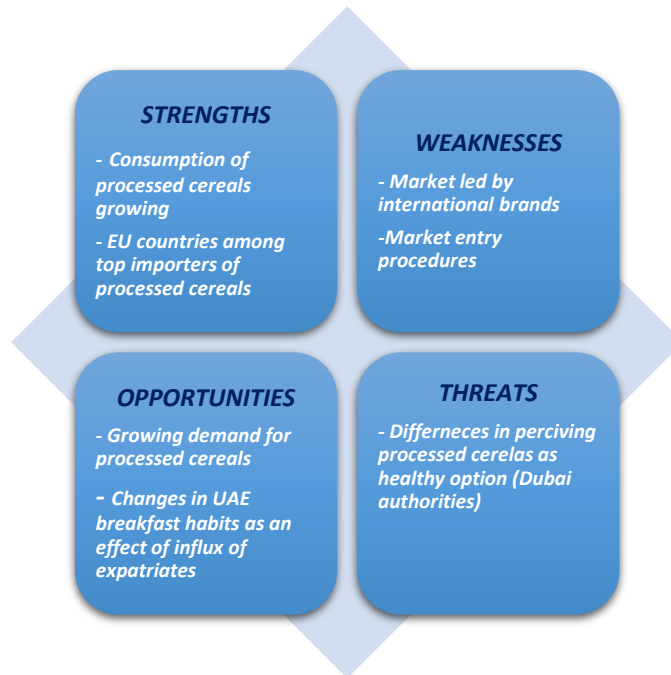 STRENGTHS
- Consumption of
processed cereals
growing
- EU countries among
top importers of
processed cereals
WEAKNESSES
- Market led by
international brands
-Market entry
procedures
OPPORTUNITIES
- Growing demand for
processed cereals
- Changes in UAE
breakfast habits as an
effect of influx of
expatriates
THREATS
- Differneces in perciving
processed cerelas as
healthy option (Dubai
authorities)